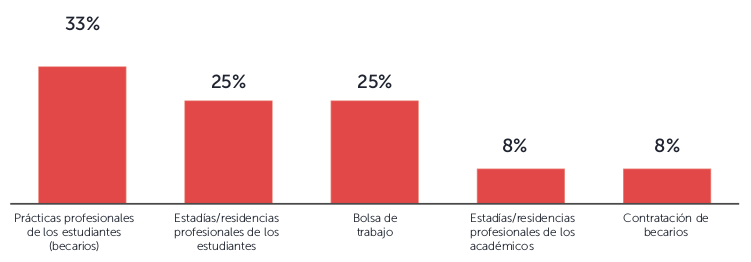 33%
25%
25%
8%
8%
Prácticas profesionales
de los estudiantes
(becarios)
Estadías/residencias
profesionales de los
estudiantes
Bolsa de
trabajo
Estadías/residencias
profesionales de los
académicos
Contratación de
becarios